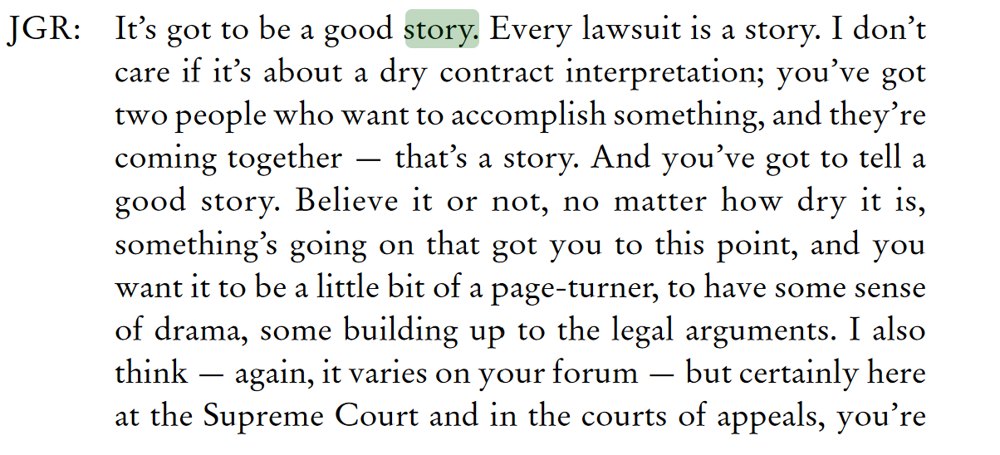 JGR: It’s got to be a good story. Every lawsuit is a story. I don’t
care if it’s about a dry contract interpretation; you’ve got
two people who want to accomplish something, and they’re
coming together — that’s a story. And you’ve got to tell a
good story. Believe it or not, no matter how dry it is,
something’s going on that got you to this point, and you
want it to be a little bit of a page-turner, to have some sense
of drama, some building up to the legal arguments. I also
think — again, it varies on your forum — but certainly here
at the Supreme Court and in the courts of appeals, you’re